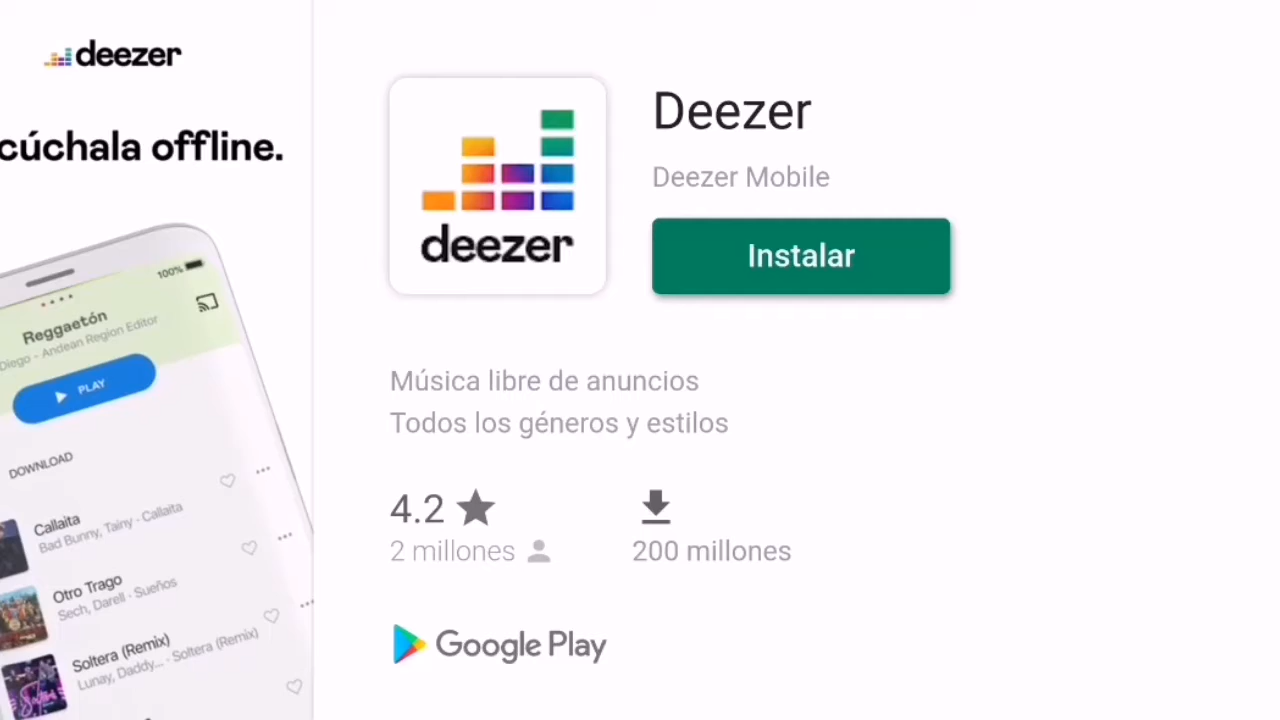 deezer
cúchala offline.
100%
Reggaetón
Diego - Andean Region Editor
PLAY
DOWNLOAD
Callaita
Bad Bunny, Tainy - Callaita
Otro Trago
Sech, Darell - Sueños
Soltera (Remix)
Lunay, Daddy... - Soltera (Remix)
deezer
Deezer
Deezer Mobile
Instalar
Música libre de anuncios
Todos los géneros y estilos
4.2
2 millones
200 millones
Google Play